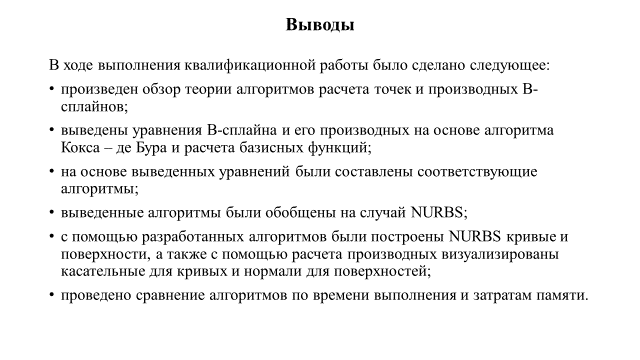 Выводы
В ходе выполнения квалификационной работы было сделано следующее:
• произведен обзор теории алгоритмов расчета точек и производных B-
сплайнов;
• выведены уравнения B-сплайна и его производных на основе алгоритма
Кокса – де Бура и расчета базисных функций;
• на основе выведенных уравнений были составлены соответствующие
алгоритмы;
• выведенные алгоритмы были обобщены на случай NURBS;
• с помощью разработанных алгоритмов были построены NURBS кривые и
поверхности, а также с помощью расчета производных визуализированы
касательные для кривых и нормали для поверхностей;
• проведено сравнение алгоритмов по времени выполнения и затратам памяти.